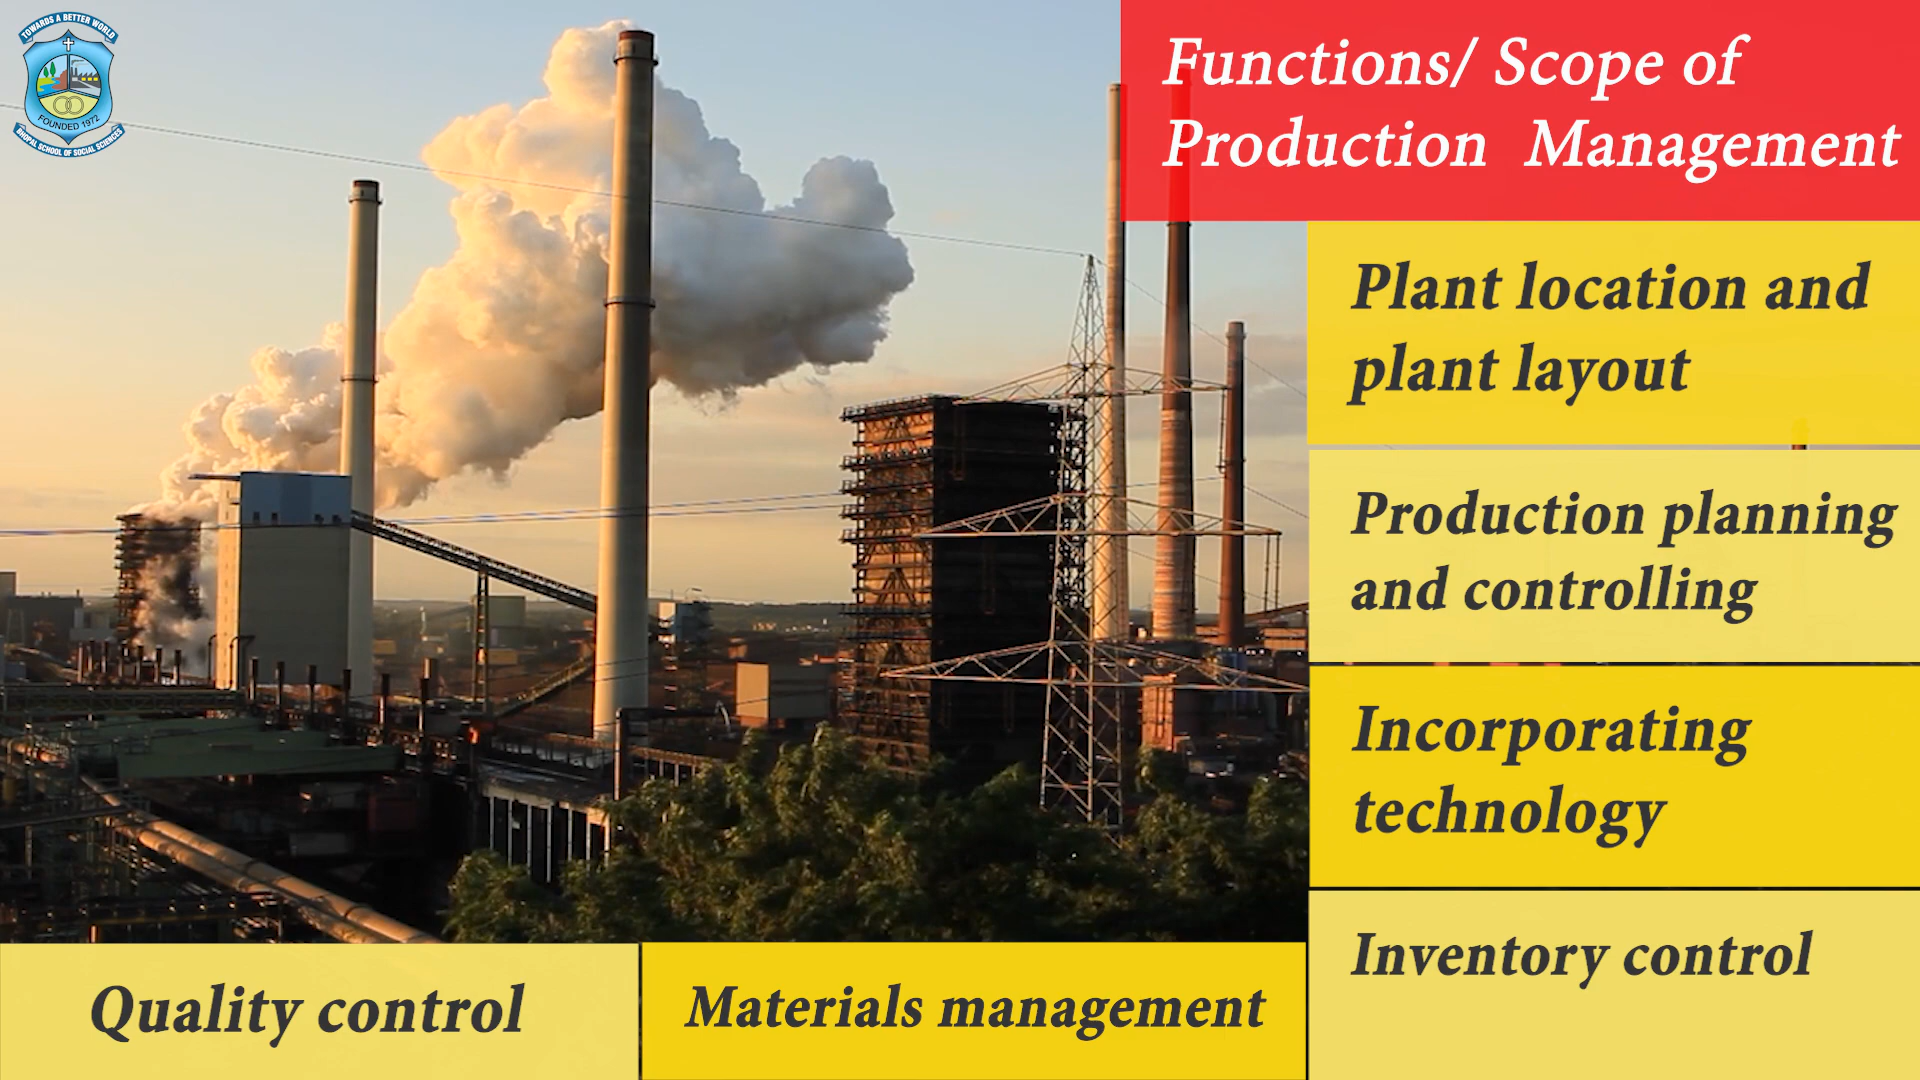 TOWARDS A BETTER WORLD
FOUNDED 1972
BHOPAL SCHOOL OF SOCIAL SCIENCES
Functions/ Scope of
Production Management
Plant location and
plant layout
Production planning
and controlling
Incorporating
technology
Inventory control
Quality control
Materials management